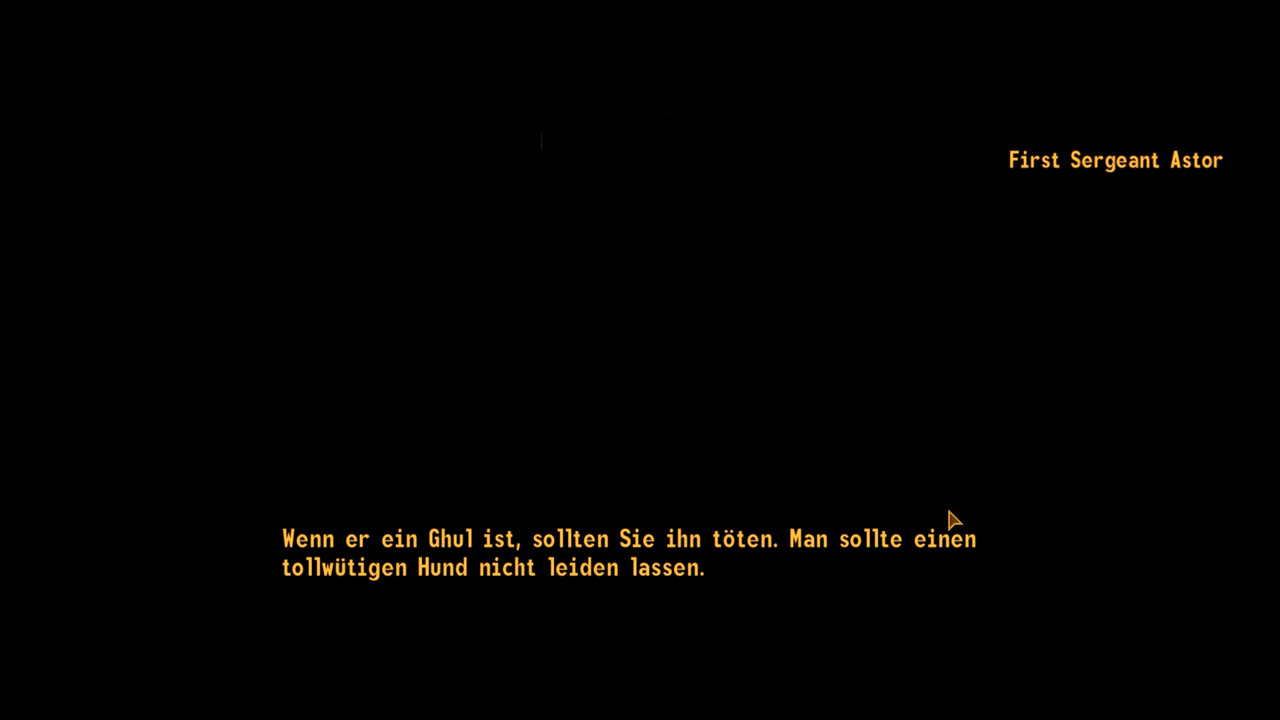 First Sergeant Astor
Wenn er ein Ghul ist, sollten Sie ihn töten. Man sollte einen
tollwütigen Hund nicht leiden lassen.